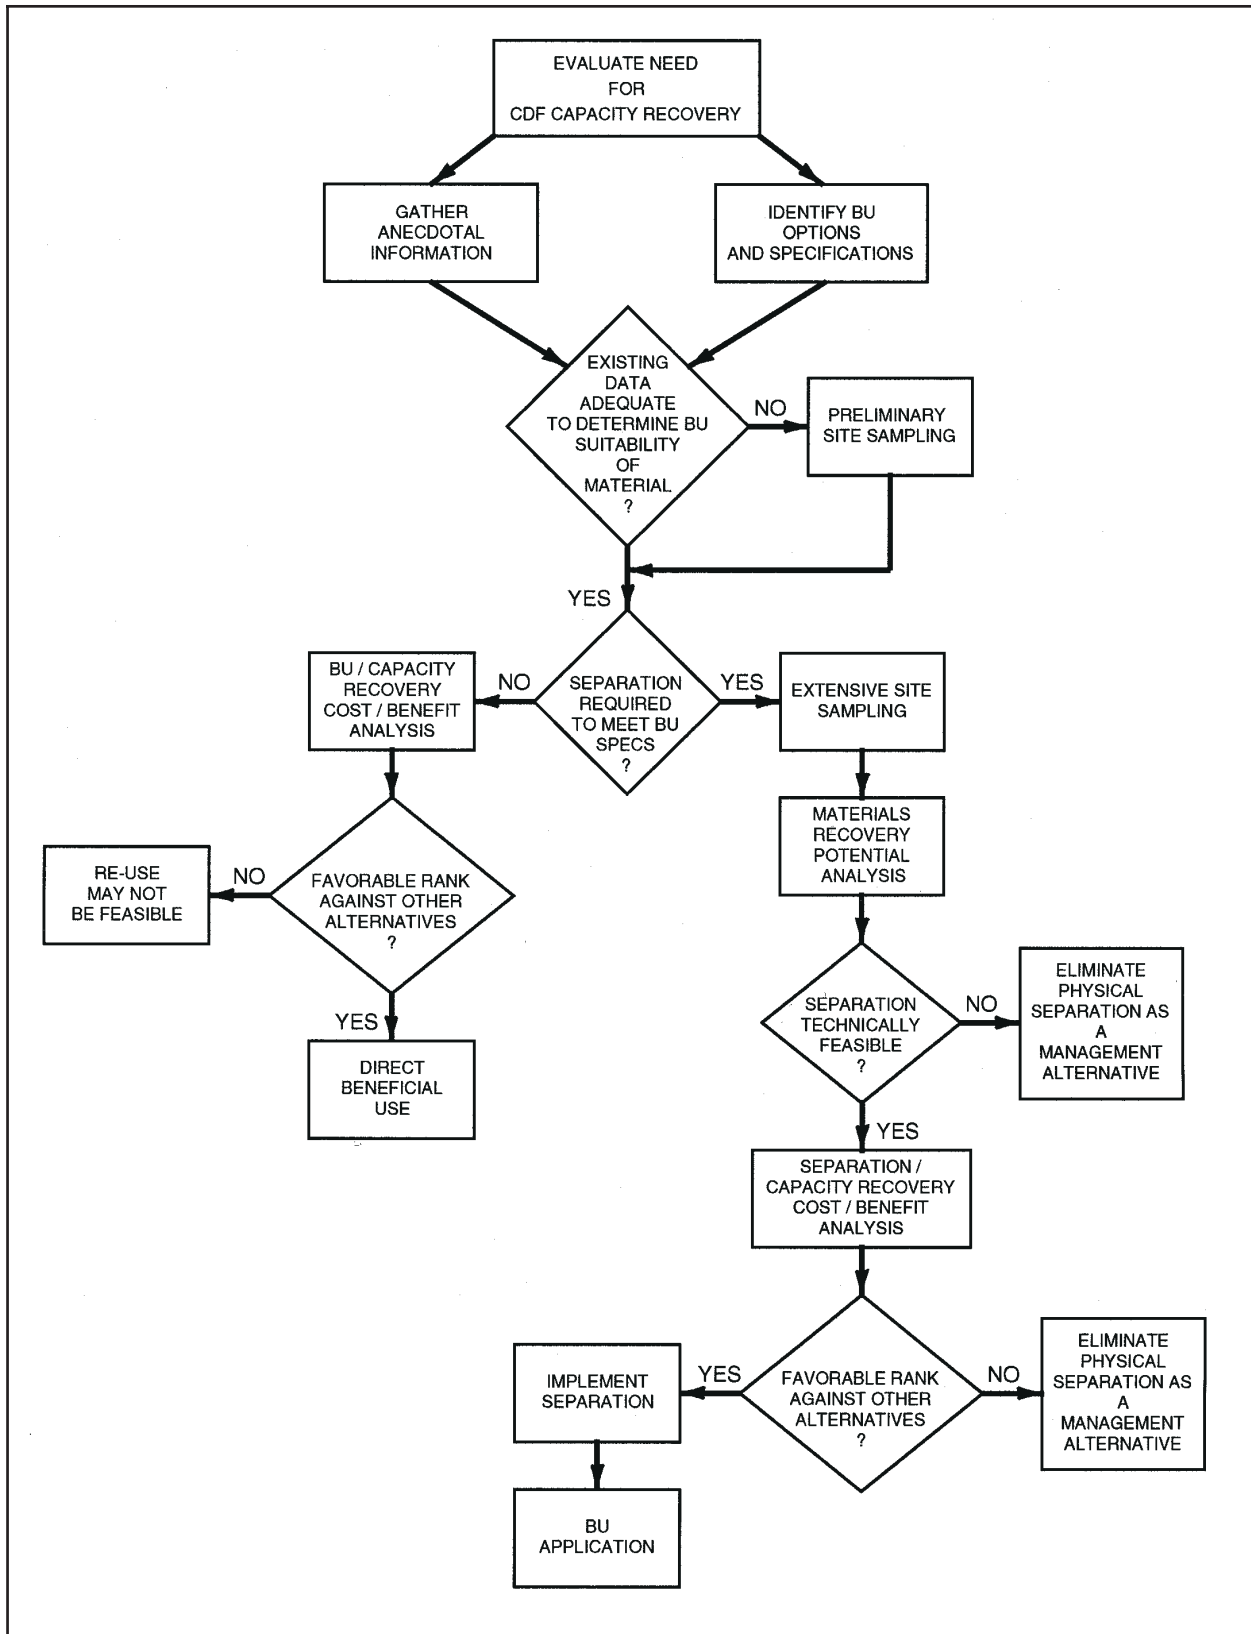 EVALUATE NEED
FOR
CDF CAPACITY RECOVERY
GATHER
ANECDOTAL
INFORMATION
IDENTIFY BU
OPTIONS
AND SPECIFICATIONS
EXISTING
DATA
ADEQUATE
TO DETERMINE BU
SUITABILITY
OF
MATERIAL
?
NO
PRELIMINARY
SITE SAMPLING
YES
BU / CAPACITY
RECOVERY
COST / BENEFIT
ANALYSIS
NO
SEPARATION
REQUIRED
TO MEET BU
SPECS
?
YES
EXTENSIVE SITE
SAMPLING
MATERIALS
RECOVERY
POTENTIAL
ANALYSIS
RE-USE
MAY NOT
BE FEASIBLE
NO
FAVORABLE RANK
AGAINST OTHER
ALTERNATIVES
?
YES
DIRECT
BENEFICIAL
USE
SEPARATION
TECHNICALLY
FEASIBLE
?
NO
ELIMINATE
PHYSICAL
SEPARATION AS
A
MANAGEMENT
ALTERNATIVE
YES
SEPARATION /
CAPACITY RECOVERY
COST / BENEFIT
ANALYSIS
IMPLEMENT
SEPARATION
YES
FAVORABLE RANK
AGAINST OTHER
ALTERNATIVES
?
NO
ELIMINATE
PHYSICAL
SEPARATION AS
A
MANAGEMENT
ALTERNATIVE
BU
APPLICATION